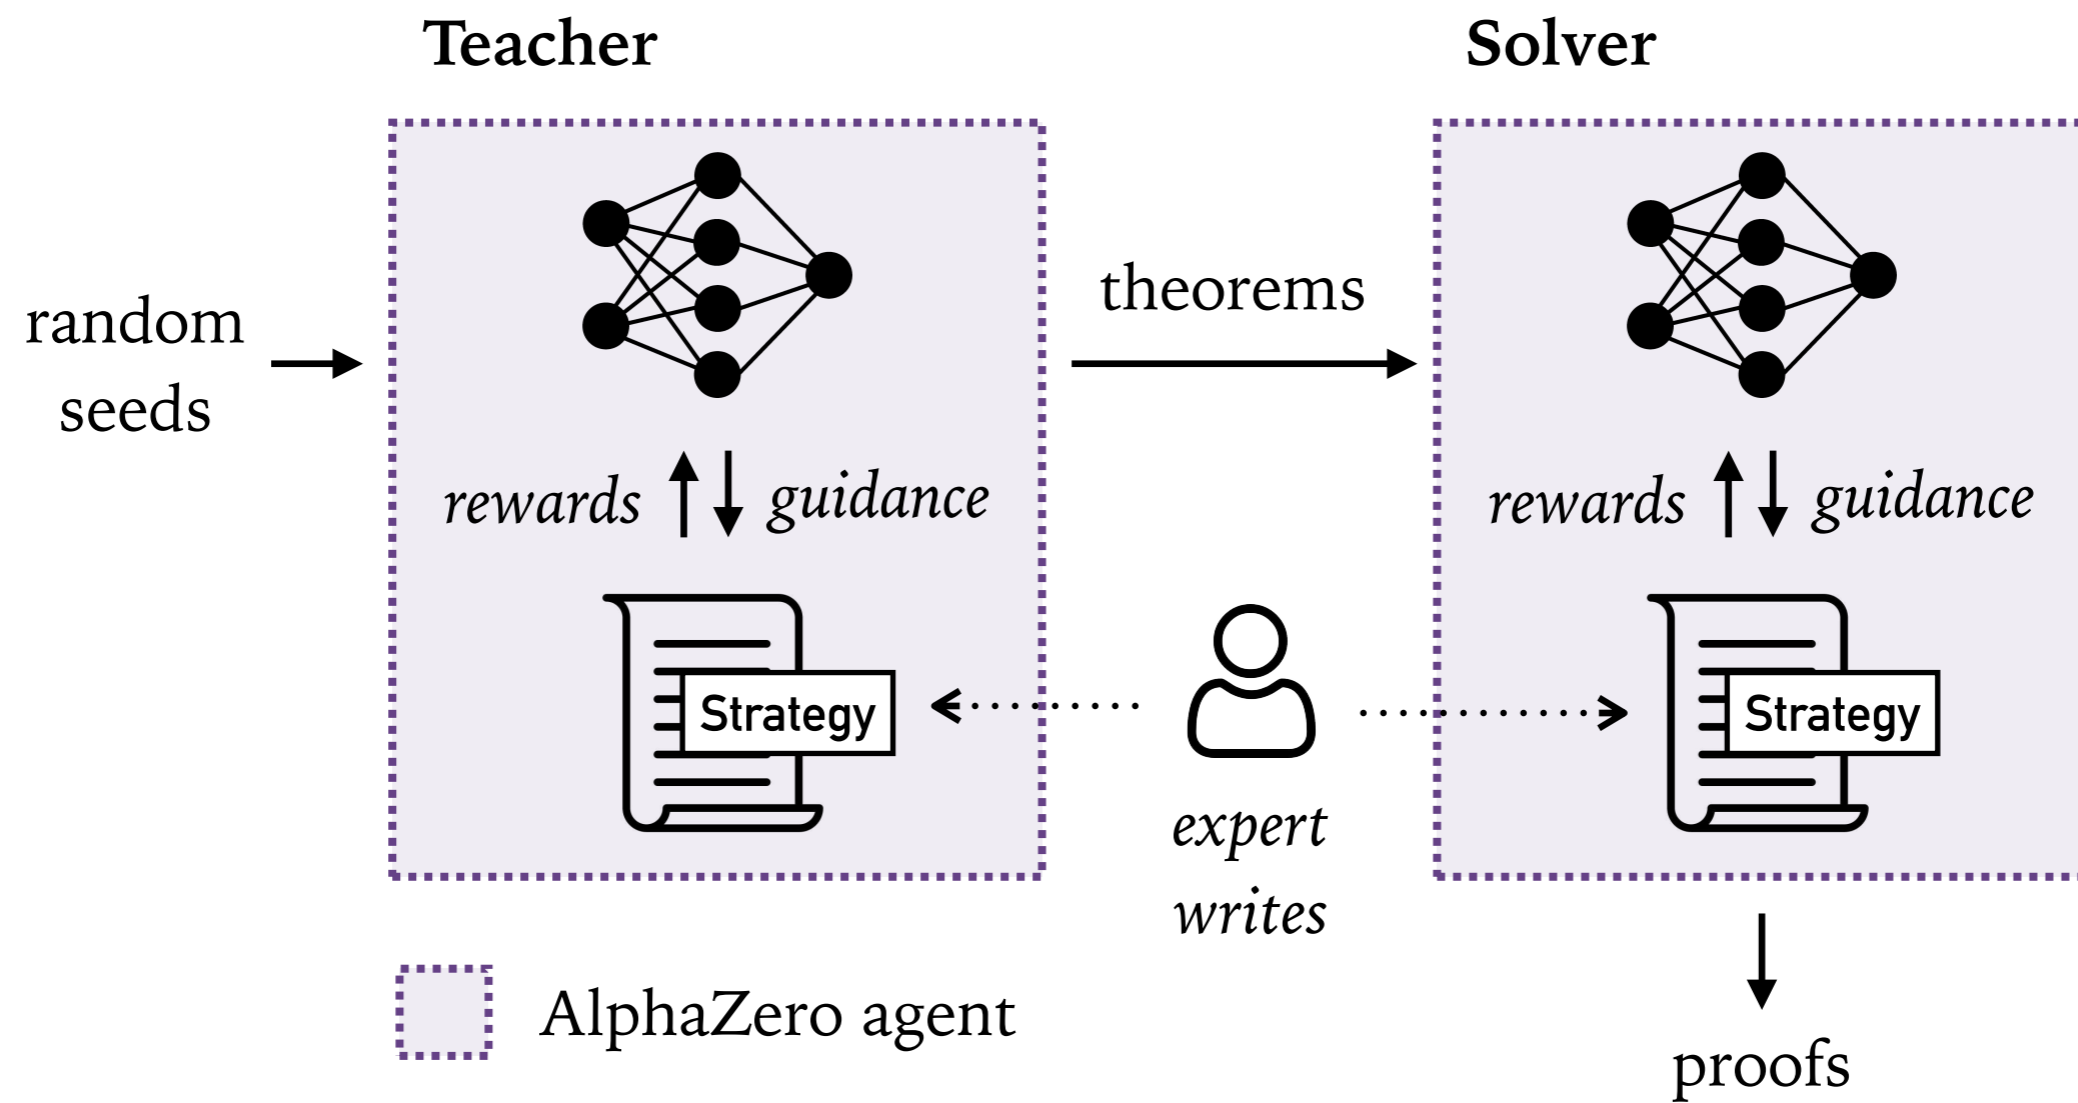 Teacher
Solver
random
seeds
theorems
rewards
guidance
rewards
guidance
Strategy
Strategy
expert
writes
AlphaZero agent
proofs